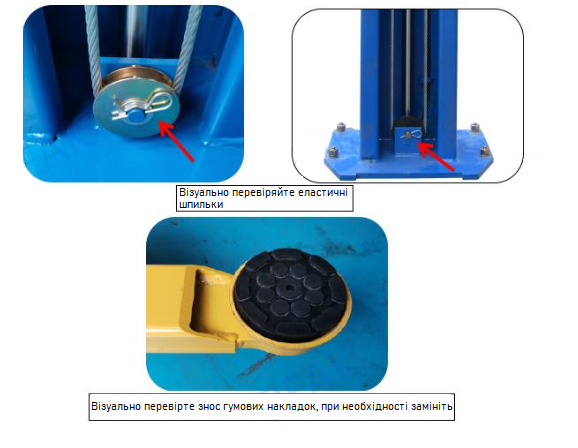 Візуально перевіряйте еластичні
шпильки
Візуально перевірте знос гумових накладок, при необхідності замініть